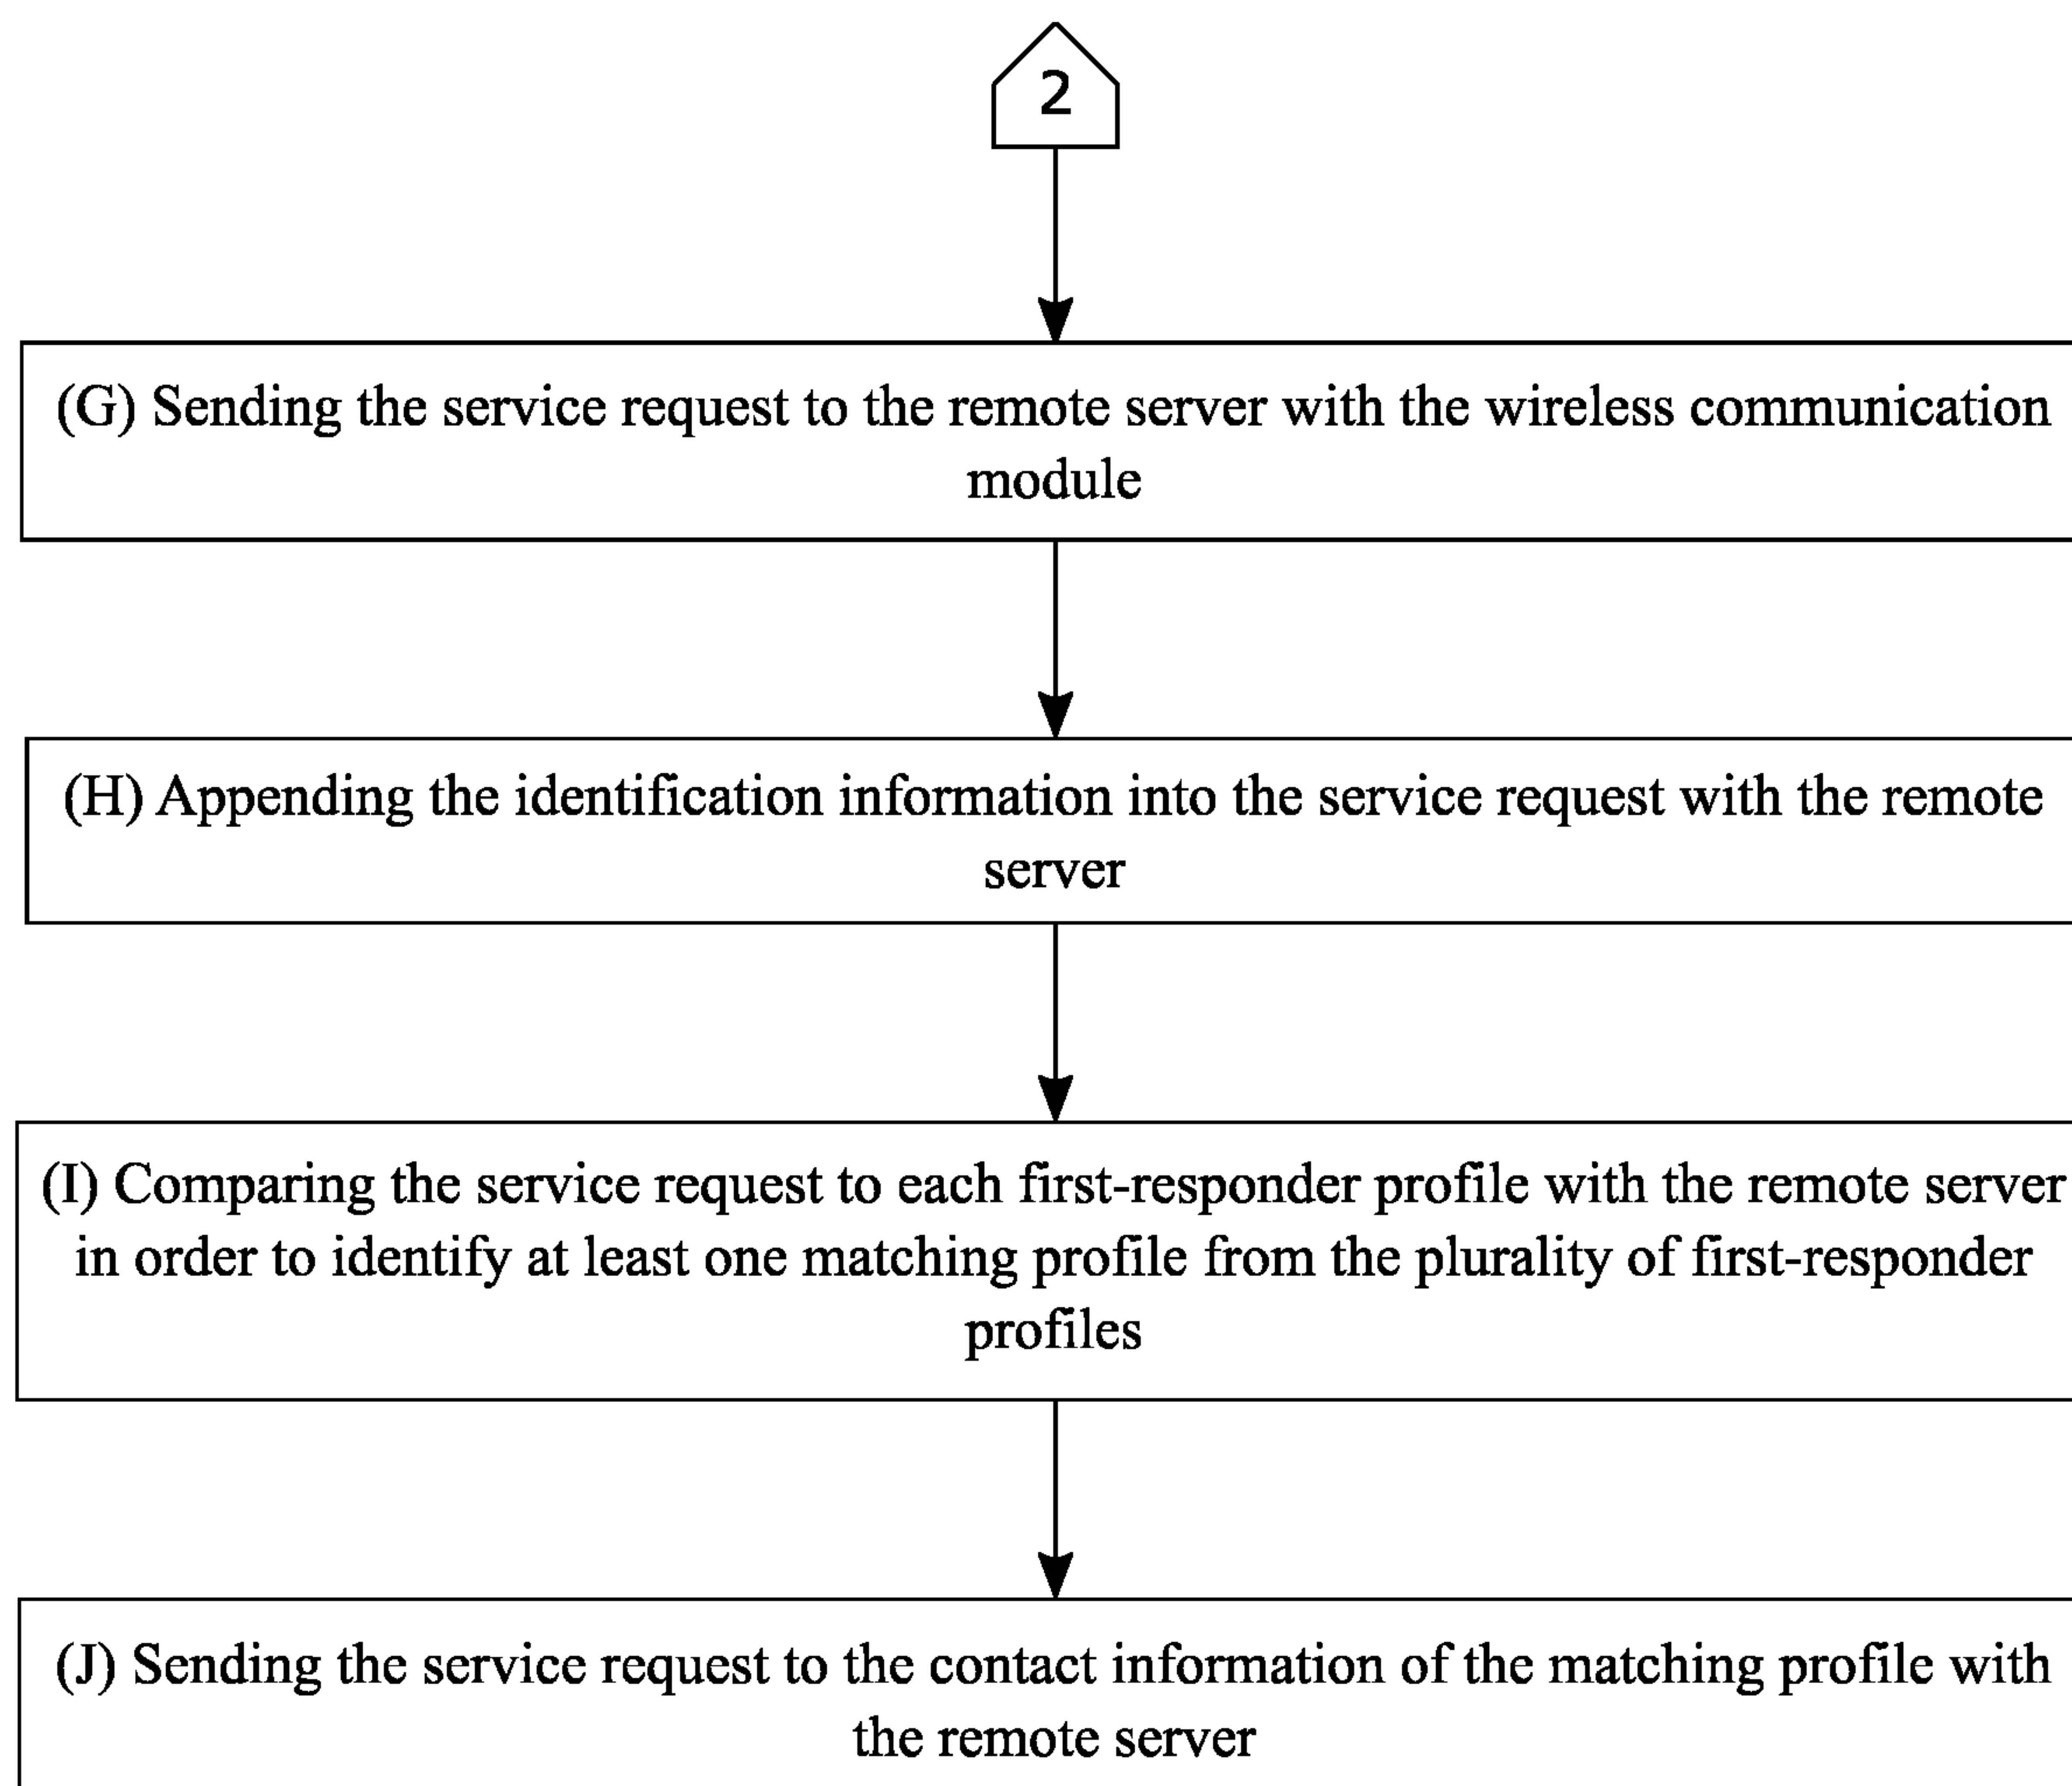 2
(G) Sending the service request to the remote server with the wireless communication
module
(H) Appending the identification information into the service request with the remote
server
(I) Comparing the service request to each first-responder profile with the remote server
in order to identify at least one matching profile from the plurality of first-responder
profiles
(J) Sending the service request to the contact information of the matching profile with
the remote server